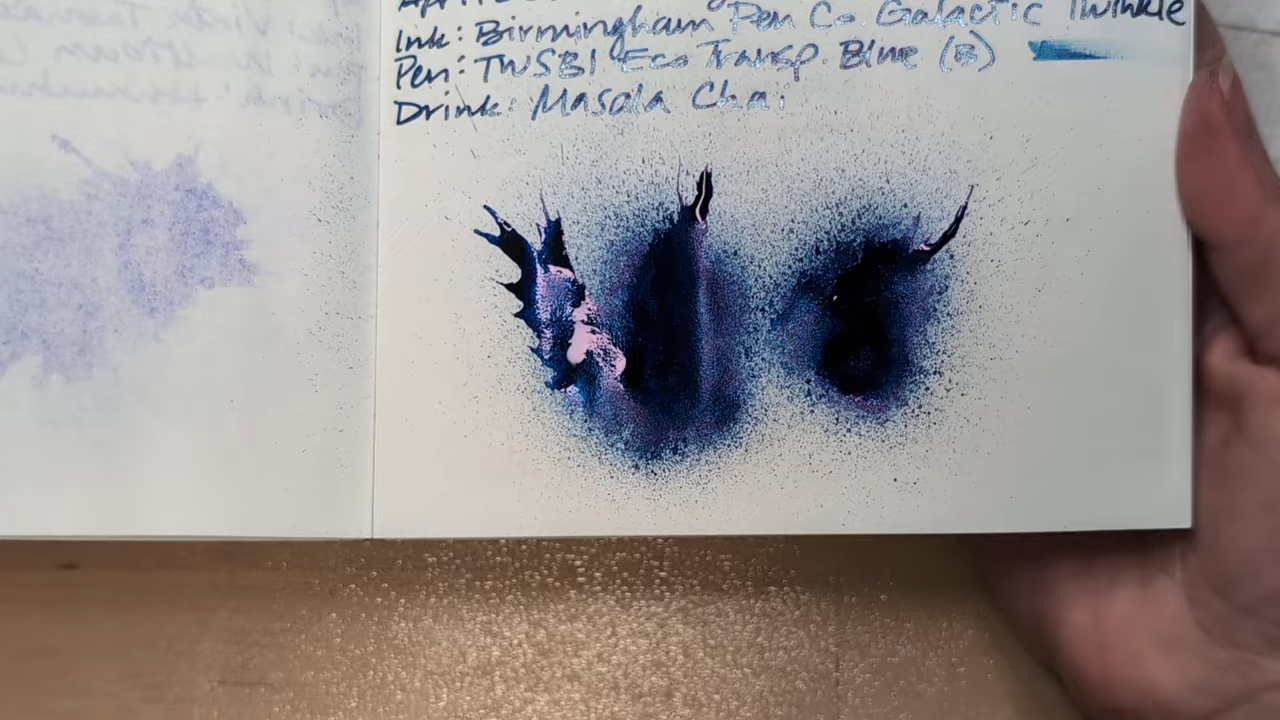 Ink: Birmingham Pen Co. Galactic Twinkle
Pen: TWSBI Eco Transp. Blue (B)
Drink: Masala Chai